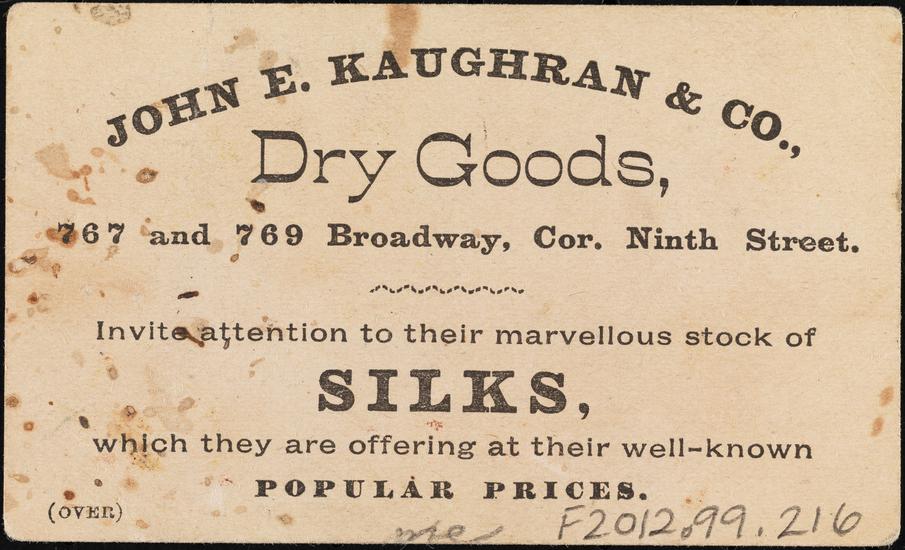 JOHN E. KAUGHRAN & CO.,
Dry Goods,
767 and 769 Broadway, Cor. Ninth Street.
Invite attention to their marvellous stock of
SILKS,
which they are offering at their well-known
POPULAR PRICES.
(OVER)
F2012.99.216